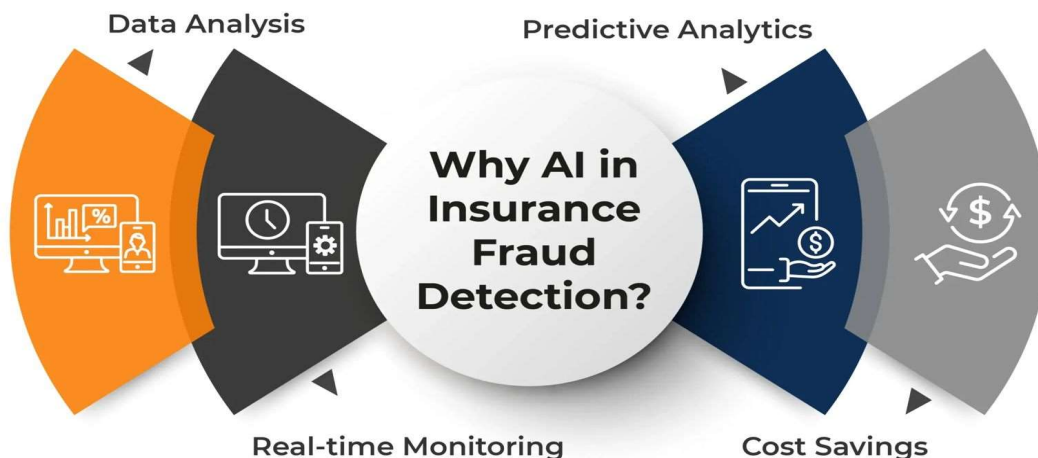 Data Analysis
Predictive Analytics
%
Why AI in
Insurance
Fraud
Detection?
$
$
Real-time Monitoring
Cost Savings